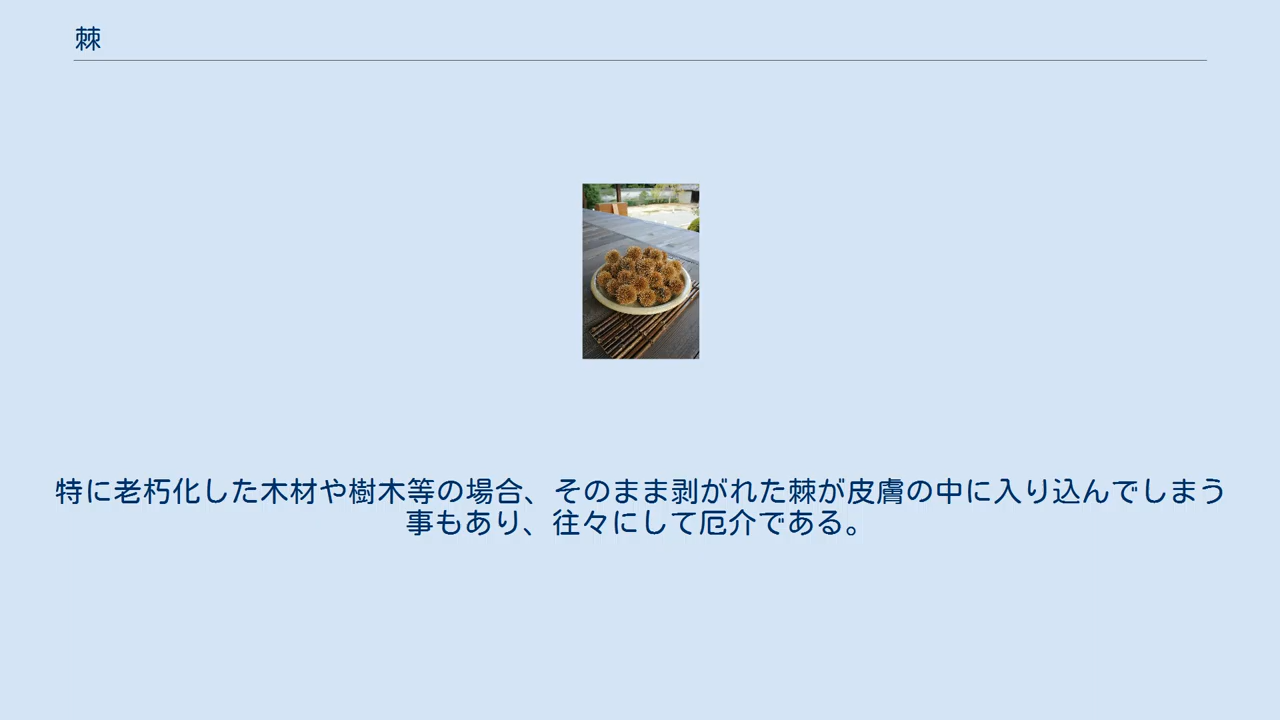 棘
特に老朽化した木材や樹木等の場合、そのまま剥がれた棘が皮膚の中に入り込んでしまう
事もあり、往々にして厄介である。